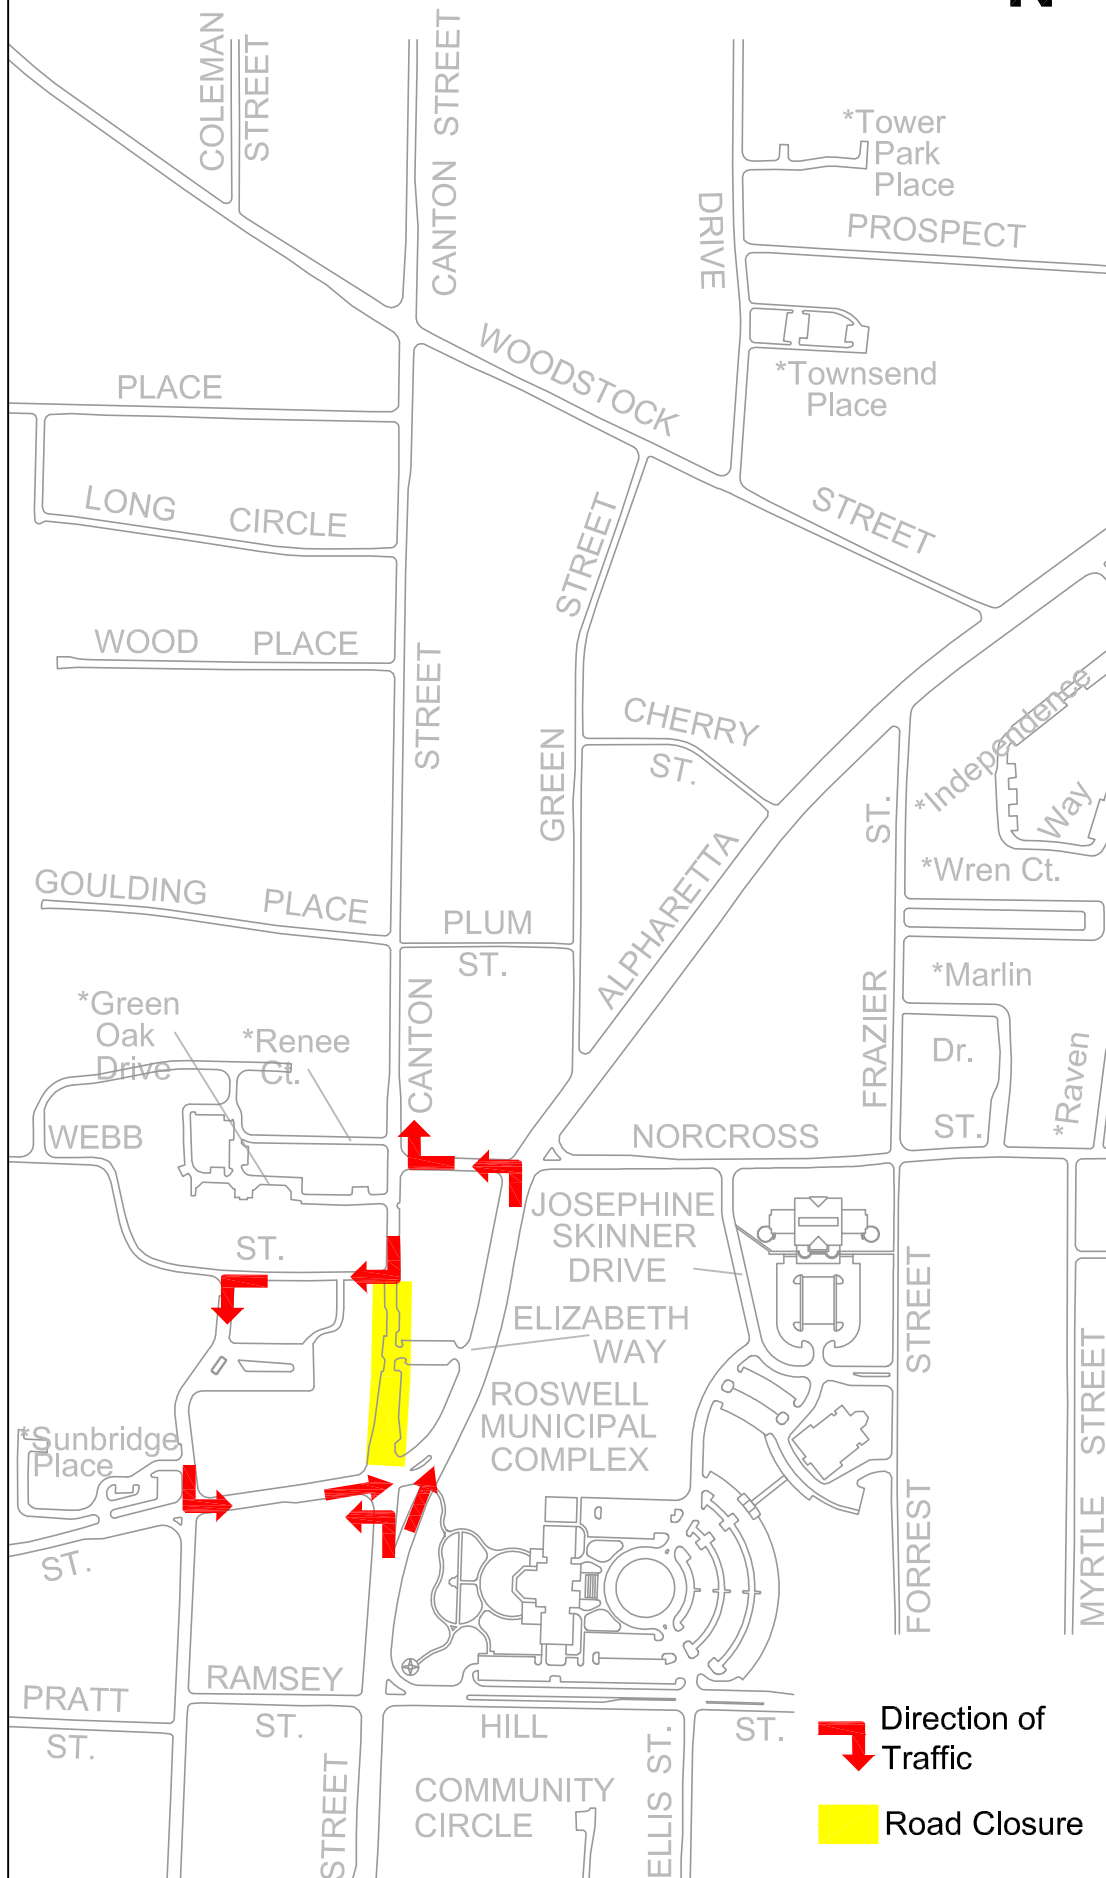 N
COLEMAN
STREET
CANTON STREET
*Tower
Park
Place
DRIVE
PROSPECT
WOODSTOCK
STREET
*Townsend
Place
PLACE
LONG CIRCLE
STREET
WOOD PLACE
STREET
CHERRY
ST.
GREEN
*Independence
Way
ST.
*Wren Ct.
ALPHARETTA
GOULDING PLACE
PLUM
ST.
*Marlin
Dr.
FRAZIER
*Green
Oak
Drive
*Renee
Ct.
CANTON
*Raven
ST.
WEBB
NORCROSS
ST.
JOSEPHINE
SKINNER
DRIVE
ELIZABETH
WAY
STREET
STREET
ROSWELL
MUNICIPAL
COMPLEX
*Sunbridge
Place
ST.
FORREST
MYRTLE
RAMSEY
ST.
PRATT
ST.
HILL
ST.
STREET
COMMUNITY
CIRCLE
ELLIS ST.
Direction of
Traffic
Road Closure